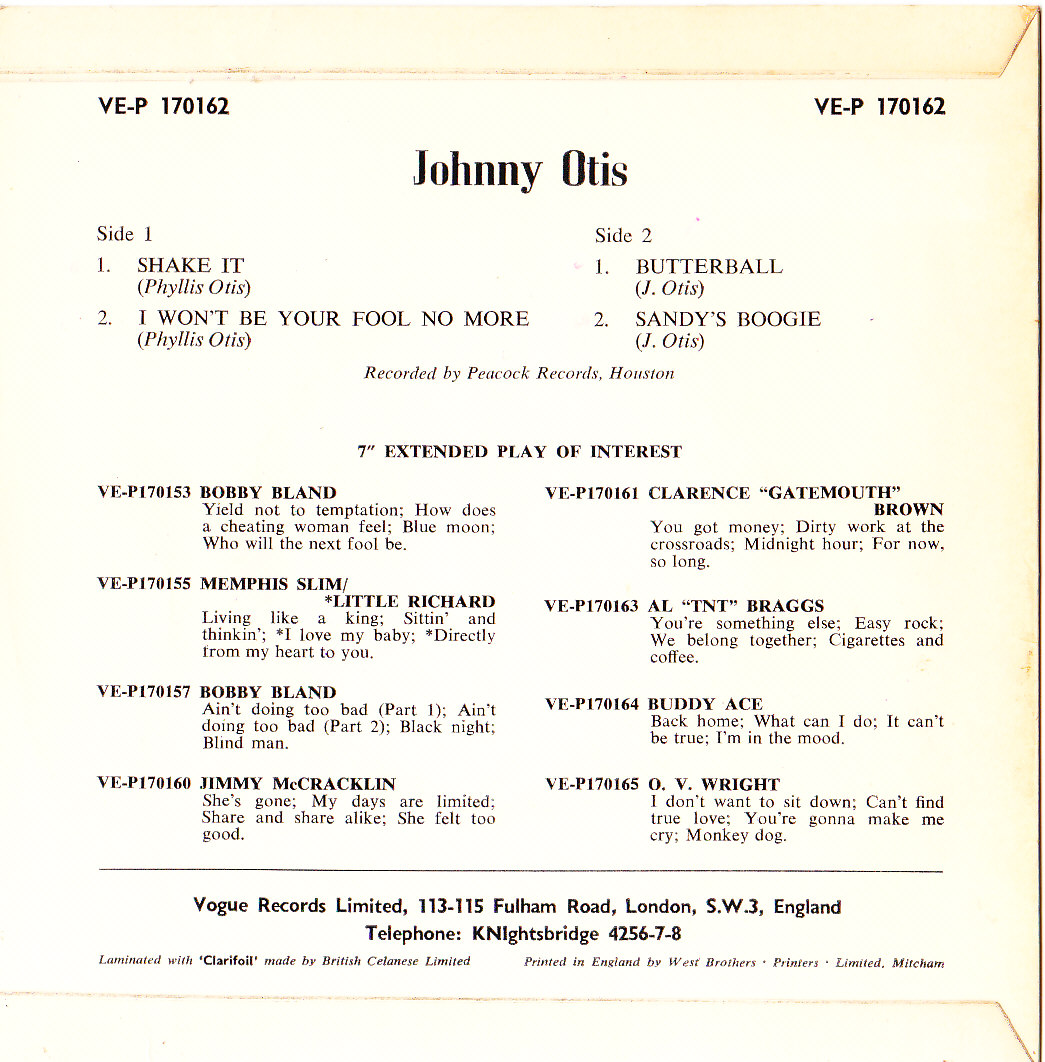 VE-P 170162
VE-P 170162
Johnny Otis
Side 1
1. SHAKE IT
(Phyllis Otis)
2. I WON'T BE YOUR FOOL NO MORE
(Phyllis Otis)
Side 2
1. BUTTERBALL
(J. Otis)
2. SANDY'S BOOGIE
(J. Otis)
Recorded by Peacock Records, Houston
7" EXTENDED PLAY OF INTEREST
VE-P170153 BOBBY BLAND
Yield not to temptation; How does
a cheating woman feel; Blue moon;
Who will the next fool be.
VE-P170155 MEMPHIS SLIM/
*LITTLE RICHARD
Living like a king; Sittin' and
thinkin'; *I love my baby; *Directly
from my heart to you.
VE-P170157 BOBBY BLAND
Ain't doing too bad (Part 1); Ain't
doing too bad (Part 2); Black night;
Blind man.
VE-P170160 JIMMY McCRACKLIN
She's gone; My days are limited;
Share and share alike; She felt too
good.
VE-P170161 CLARENCE “GATEMOUTH”
BROWN
You got money; Dirty work at the
crossroads; Midnight hour; For now,
so long.
VE-P170163 AL “TNT” BRAGGS
You're something else; Easy rock;
We belong together; Cigarettes and
coffee.
VE-P170164 BUDDY ACE
Back home; What can I do; It can't
be true; I'm in the mood.
VE-P170165 O. V. WRIGHT
I don't want to sit down; Can't find
true love; You're gonna make me
cry; Monkey dog.
Vogue Records Limited, 113-115 Fulham Road, London, S.W.3, England
Telephone: KNIghtsbridge 4256-7-8
Laminated with 'Clarifoil' made by British Celanese Limited
Printed in England by West Brothers · Printers · Limited, Mitcham